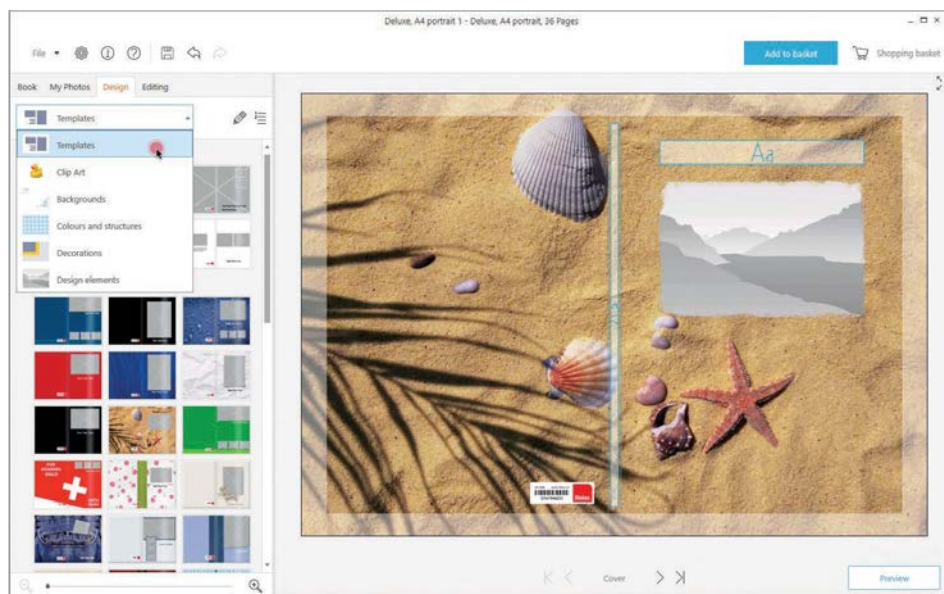 Deluxe, A4 portrait 1 - Deluxe, A4 portrait, 36 Pages
File
Add to basket
Shopping basket
Book My Photos Design Editing
Templates
Templates
Clip Art
Backgrounds
Colours and structures
Decorations
Design elements
Aa
Cover
Preview